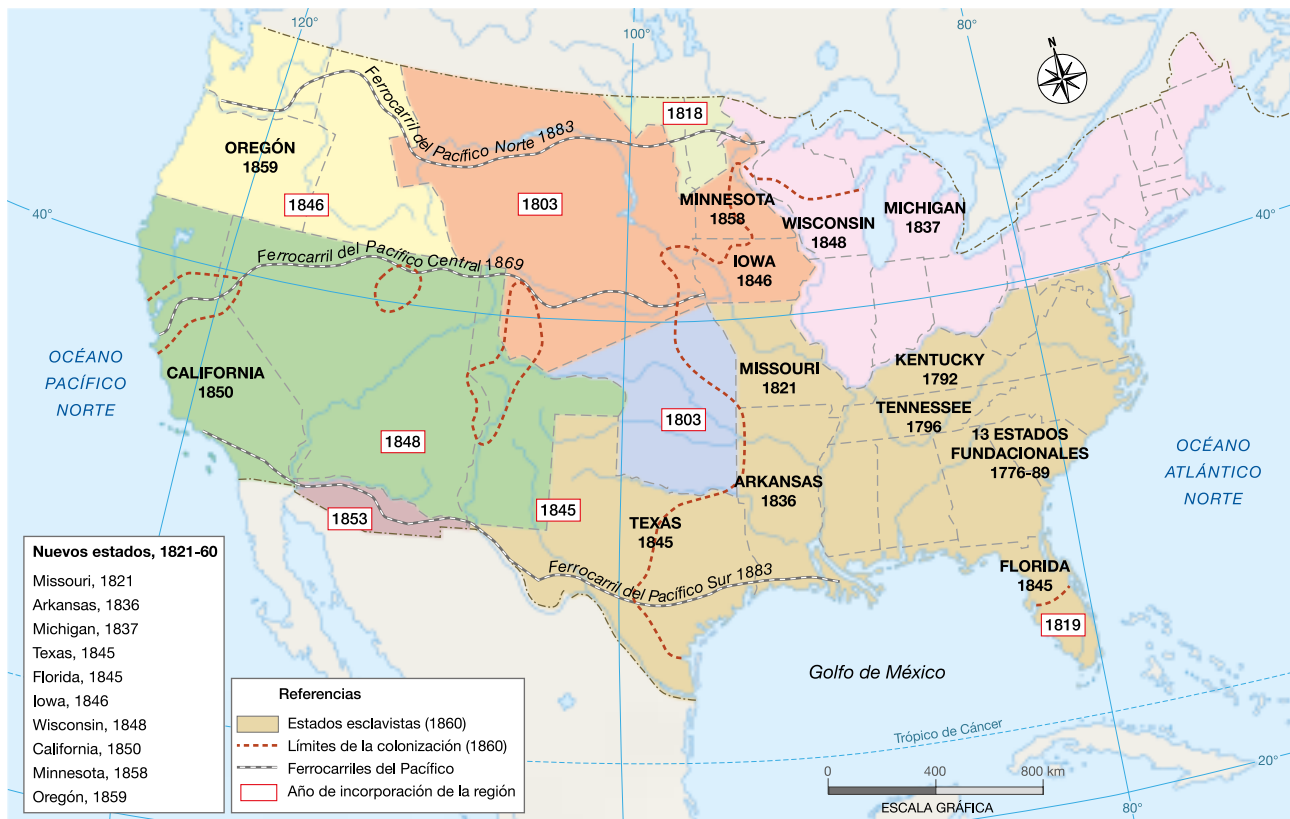 120°
100°
80°
N
Ferrocarril del Pacífico Norte 1883
1818
OREGÓN
1859
1846
1803
MINNESOTA
1858
WISCONSIN
1848
MICHIGAN
1837
40°
40°
Ferrocarril del Pacífico Central 1869
IOWA
1846
OCÉANO
PACÍFICO
NORTE
CALIFORNIA
1850
MISSOURI
1821
KENTUCKY
1792
TENNESSEE
1796
1803
1848
13 ESTADOS
FUNDACIONALES
1776-89
OCÉANO
ATLÁNTICO
NORTE
ARKANSAS
1836
1853
1845
TEXAS
1845
Ferrocarril del Pacífico Sur 1883
FLORIDA
1845
1819
Golfo de México
Trópico de Cáncer
20°
80°
Nuevos estados, 1821-60
Missouri, 1821
Arkansas, 1836
Michigan, 1837
Texas, 1845
Florida, 1845
Iowa, 1846
Wisconsin, 1848
California, 1850
Minnesota, 1858
Oregón, 1859
Referencias
Estados esclavistas (1860)
Límites de la colonización (1860)
Ferrocarriles del Pacífico
Año de incorporación de la región
0 400 800 km
ESCALA GRÁFICA